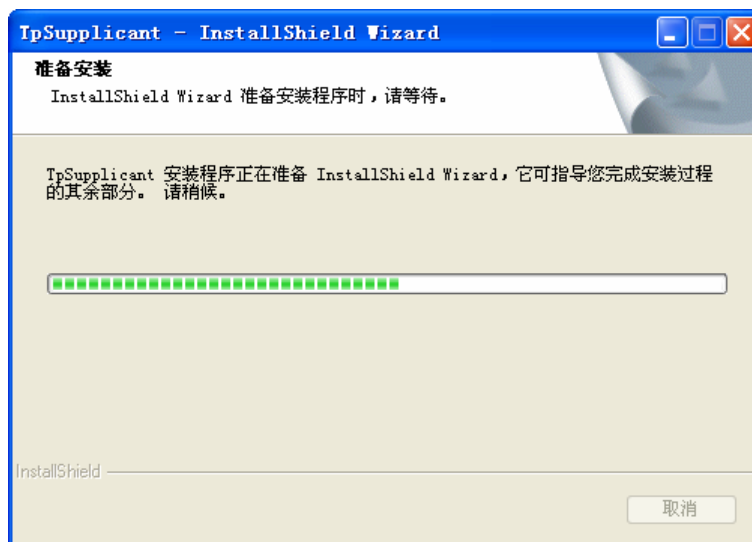 TpSupplicant - InstallShield Wizard
准备安装
InstallShield Wizard 准备安装程序时，请等待。
TpSupplicant 安装程序正在准备 InstallShield Wizard，它可指导您完成安装过程
的其余部分。 请稍候。
InstallShield
取消